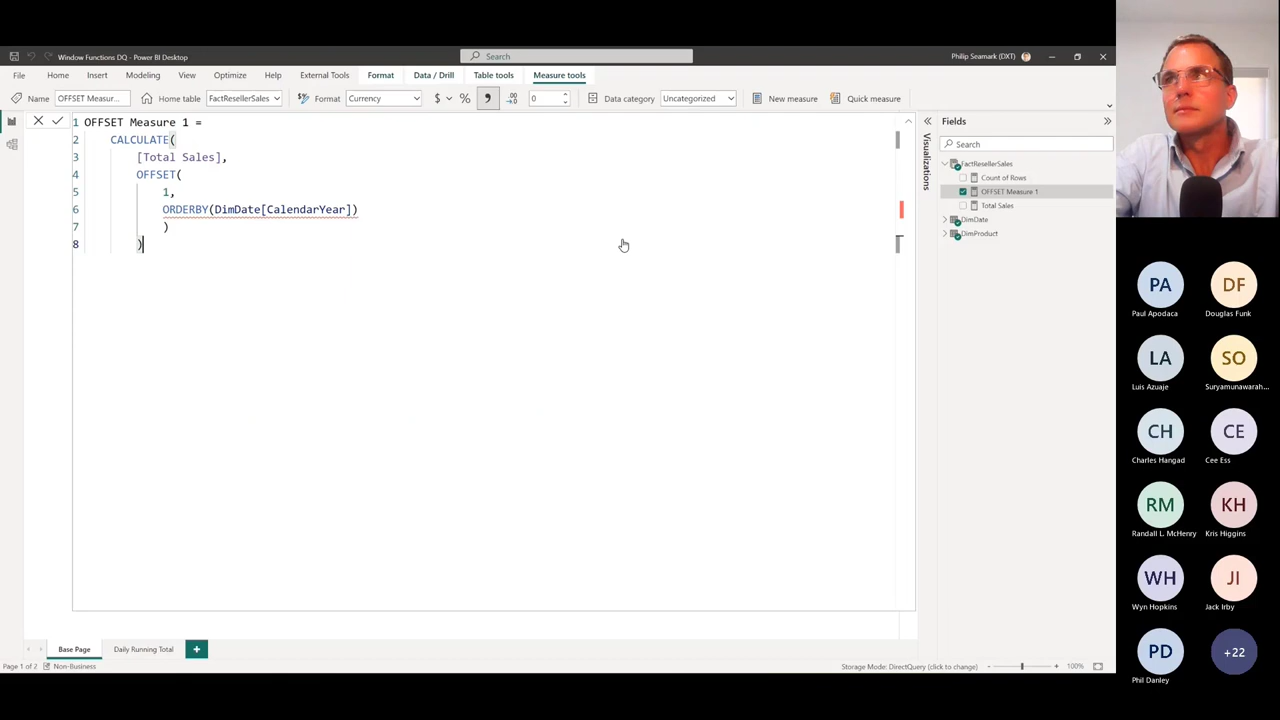 Window Functions DQ - Power BI Desktop
Search
Philip Seamark (DXT)
File Home Insert Modeling View Optimize Help External Tools Format Data / Drill Table tools Measure tools
Name OFFSET Measur... Home table FactResellerSales Format Currency $ % 9 .00 0 Data category Uncategorized New measure Quick measure
1 OFFSET Measure 1 =
2 CALCULATE(
3 [Total Sales],
4 OFFSET(
5 1,
6 ORDERBY(DimDate[CalendarYear])
7 )
8 )
Visualizations
Fields
Search
FactResellerSales
Count of Rows
OFFSET Measure 1
Total Sales
DimDate
DimProduct
Base Page Daily Running Total +
Page 1 of 2 Non-Business Storage Mode: DirectQuery (click to change) - + 100%
PA DF
Paul Apodaca Douglas Funk
LA SO
Luis Azuaje Suryamunawarah...
CH CE
Charles Hangad Cee Ess
RM KH
Randall L. McHenry Kris Higgins
WH JI
Wyn Hopkins Jack Irby
PD +22
Phil Danley